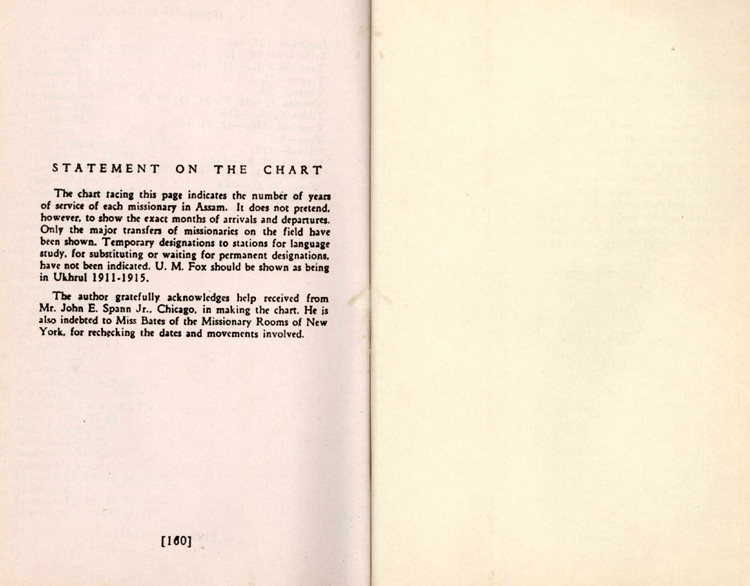 STATEMENT ON THE CHART
The chart facing this page indicates the number of years
of service of each missionary in Assam. It does not pretend,
however, to show the exact months of arrivals and departures.
Only the major transfers of missionaries on the field have
been shown. Temporary designations to stations for language
study, for substituting or waiting for permanent designations,
have not been indicated. U. M. Fox should be shown as being
in Ukhrul 1911-1915.
The author gratefully acknowledges help received from
Mr. John E. Spann Jr., Chicago, in making the chart. He is
also indebted to Miss Bates of the Missionary Rooms of New
York, for rechecking the dates and movements involved.
[160]